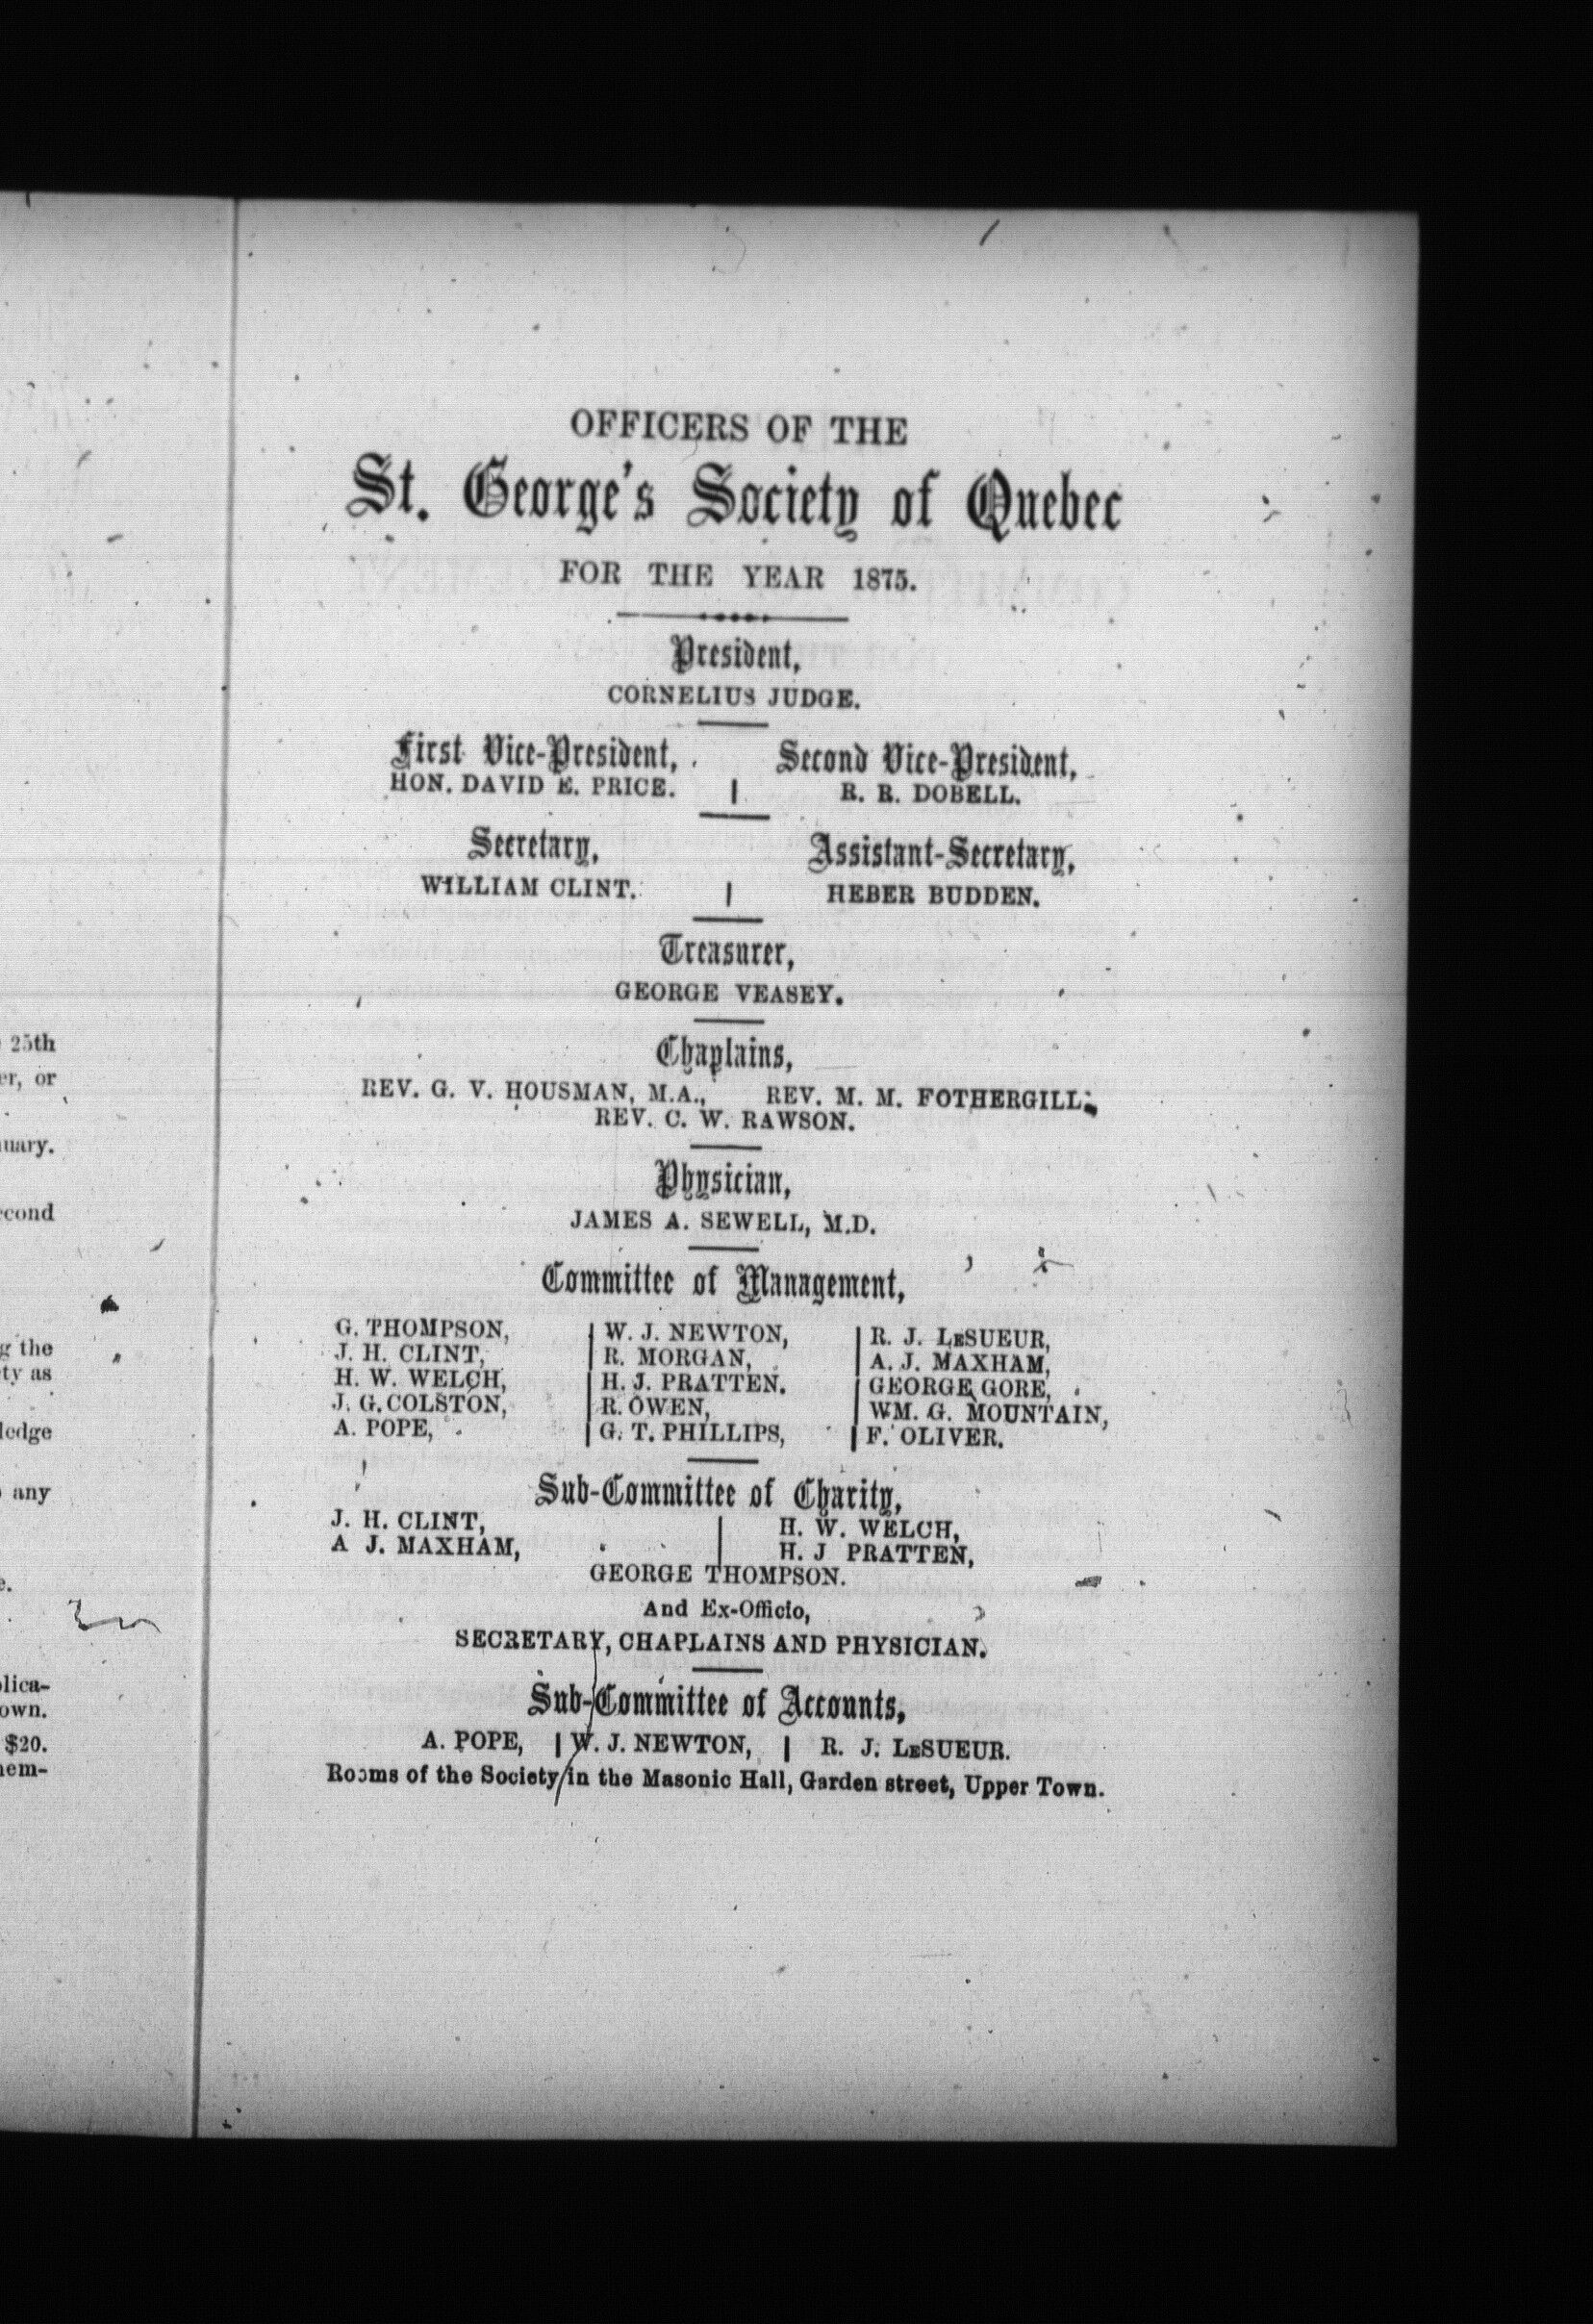 25th
er, or
uary.
cond
g the
ty as
ledge
any
e.
lica-
own.
$20.
nem-
OFFICERS OF THE
St. George's Society of Quebec
FOR THE YEAR 1875.
President,
CORNELIUS JUDGE.
First Vice-President, Second Vice-President,
HON. DAVID E. PRICE. | R. R. DOBELL.
Secretary, Assistant-Secretary,
WILLIAM CLINT. | HEBER BUDDEN.
Treasurer,
GEORGE VEASEY.
Chaplains,
REV. G. V. HOUSMAN, M.A., REV. M. M. FOTHERGILL,
REV. C. W. RAWSON.
Physician,
JAMES A. SEWELL, M.D.
Committee of Management,
G. THOMPSON, | W. J. NEWTON, | R. J. LeSUEUR,
J. H. CLINT, | R. MORGAN, | A. J. MAXHAM,
H. W. WELCH, | H. J. PRATTEN. | GEORGE GORE,
J. G. COLSTON, | R. OWEN, | WM. G. MOUNTAIN,
A. POPE, | G. T. PHILLIPS, | F. OLIVER.
Sub-Committee of Charity,
J. H. CLINT, | H. W. WELCH,
A J. MAXHAM, | H. J PRATTEN,
GEORGE THOMPSON.
And Ex-Officio,
SECRETARY, CHAPLAINS AND PHYSICIAN.
Sub-Committee of Accounts,
A. POPE, | W. J. NEWTON, | R. J. LeSUEUR.
Rooms of the Society in the Masonic Hall, Garden street, Upper Town.